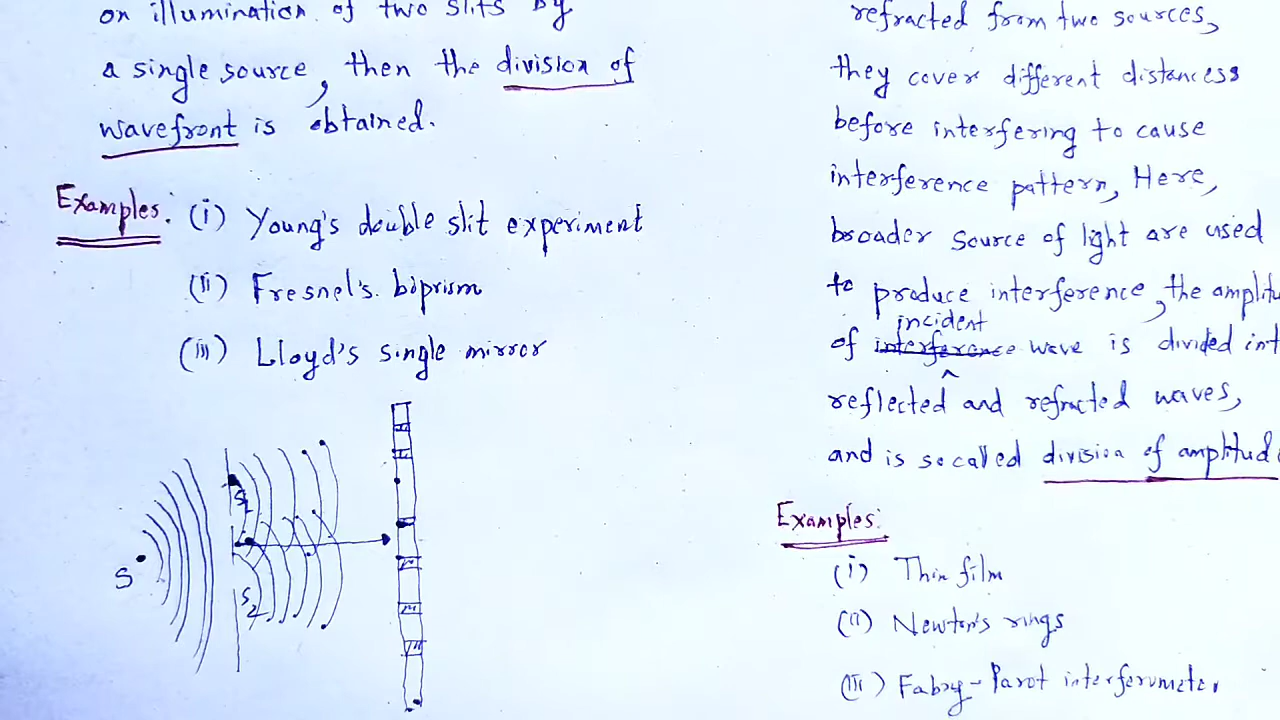 on illumination of two slits by
a single source, then the division of
wavefront is obtained.
Examples: (i) Young's double slit experiment
(ii) Fresnel's biprism
(iii) Lloyd's single mirror
S
S1
S2
refracted from two sources,
they cover different distancess
before interfering to cause
interference pattern, Here,
broader source of light are used
to produce interference, the amplitu
incident
of interference wave is divided int
reflected and refracted waves,
and is socalled division of amplitud
Examples:
(i) Thin film
(ii) Newton's rings
(iii) Fabry-Parot interferometer